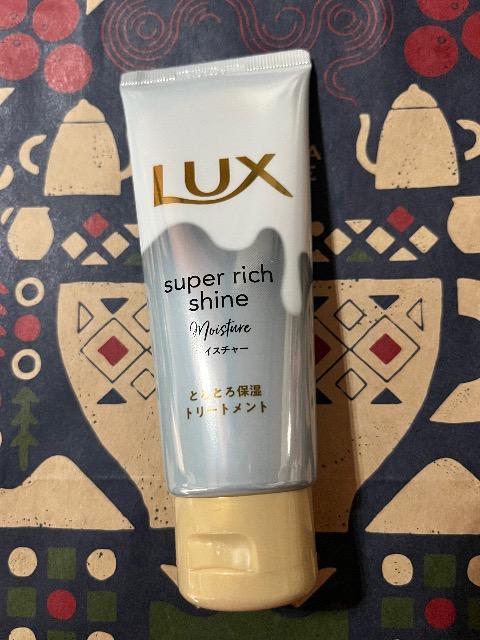 LUX
super rich
shine
Moisture
イスチャー
とろとろ保湿
トリートメント